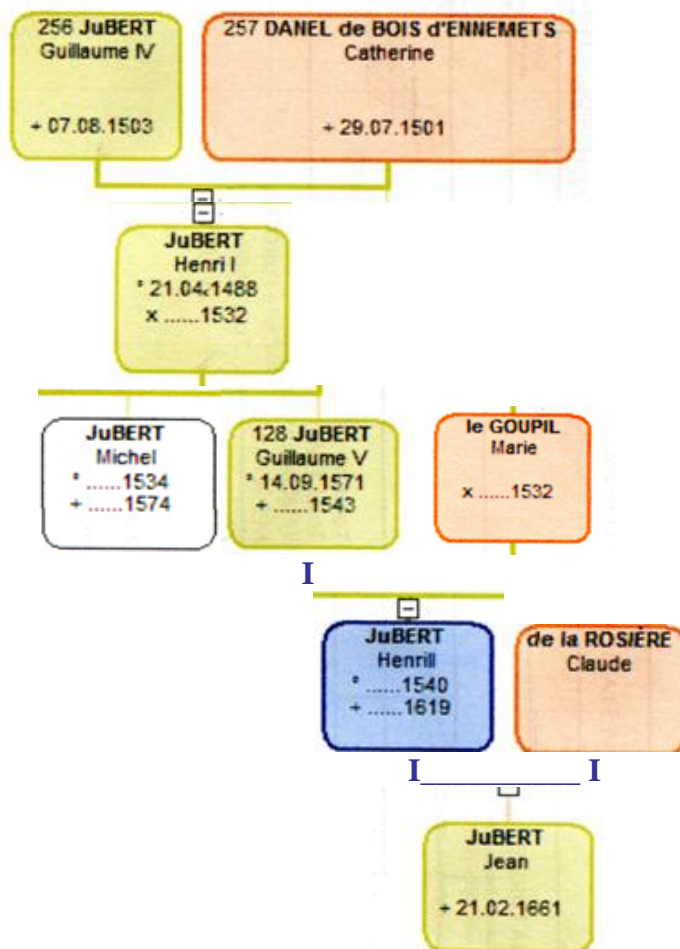 256 JuBERT
Guillaume IV
+ 07.08.1503
257 DANEL de BOIS d'ENNEMETS
Catherine
+ 29.07.1501
JuBERT
Henri I
° 21.04.1488
x ......1532
JuBERT
Michel
° ......1534
+ ......1574
128 JuBERT
Guillaume V
° 14.09.1571
+ ......1543
le GOUPIL
Marie
x ......1532
I
JuBERT
HenriII
° ......1540
+ ......1619
de la ROSIÈRE
Claude
I___________ I
JuBERT
Jean
+ 21.02.1661